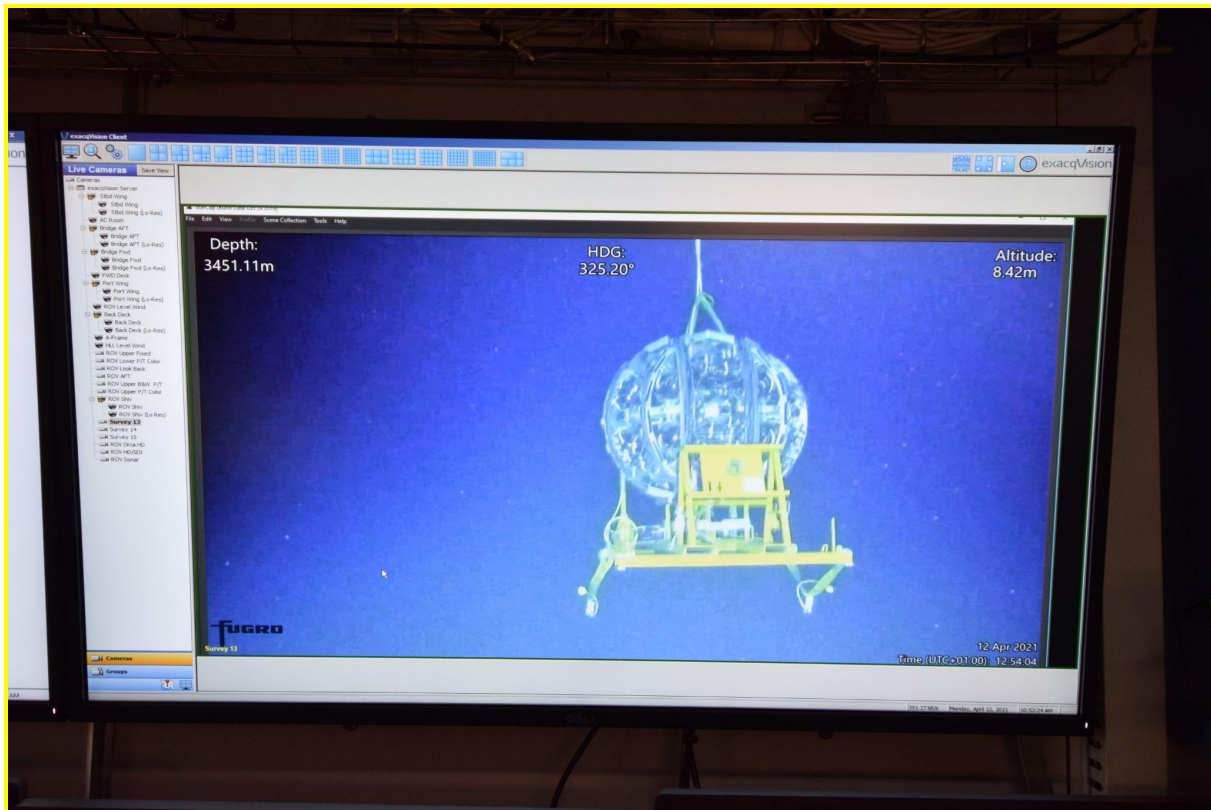 exacqVision Client
Live Cameras
Save View
exacqVision
Cameras
exacqVision Server
Stbd Wing
Stbd Wing
Stbd Wing (Lo-Res)
AC Room
Bridge AFT
Bridge AFT
Bridge AFT (Lo-Res)
Bridge Fwd
Bridge Fwd
Bridge Fwd (Lo-Res)
FWD Deck
Port Wing
Port Wing
Port Wing (Lo-Res)
ROV Level Wind
Back Deck
Back Deck
Back Deck (Lo-Res)
A-Frame
HLL Level Wind
ROV Upper Fixed
ROV Lower P/T Color
ROV Look Back
ROV AFT
ROV Upper B&W P/T
ROV Upper P/T Color
ROV Shiv
ROV Shiv
ROV Shiv (Lo-Res)
Survey 13
Survey 14
Survey 15
ROV Orca HD
ROV HD/SDI
ROV Sonar
File Edit View Profile Scene Collection Tools Help
Depth:
3451.11m
HDG:
325.20°
Altitude:
8.42m
FUGRO
Survey 13
12 Apr 2021
Time (UTC+01:00): 12:54:04
Cameras
Groups
Monday, April 12, 2021
10:52:24 AM
DELL